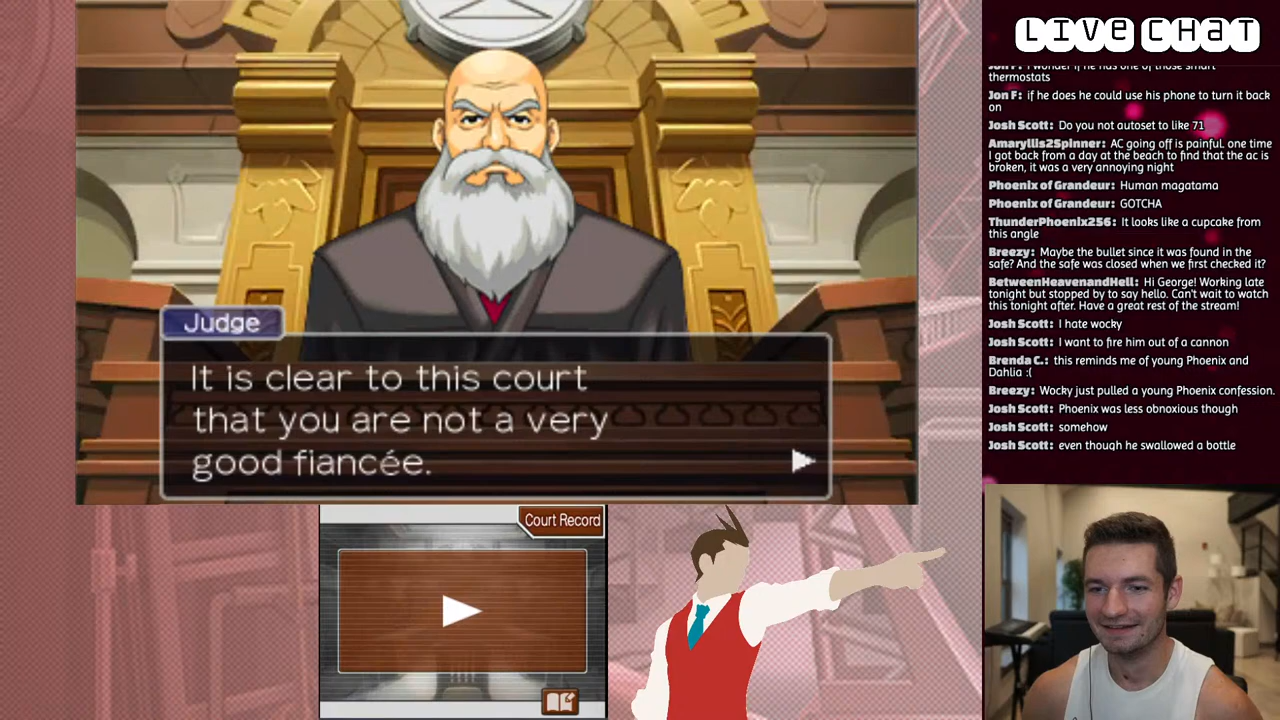 Judge
It is clear to this court
that you are not a very
good fiancée.
Court Record
LIVE CHAT
thermostats
Jon F: if he does he could use his phone to turn it back
on
Josh Scott: Do you not autoset to like 71
Amaryllis2Spinner: AC going off is painful. one time
I got back from a day at the beach to find that the ac is
broken, it was a very annoying night
Phoenix of Grandeur: Human magatama
Phoenix of Grandeur: GOTCHA
ThunderPhoenix256: It looks like a cupcake from
this angle
Breezy: Maybe the bullet since it was found in the
safe? And the safe was closed when we first checked it?
BetweenHeavenandHell: Hi George! Working late
tonight but stopped by to say hello. Can't wait to watch
this tonight after. Have a great rest of the stream!
Josh Scott: I hate wocky
Josh Scott: I want to fire him out of a cannon
Brenda C.: this reminds me of young Phoenix and
Dahlia :(
Breezy: Wocky just pulled a young Phoenix confession.
Josh Scott: Phoenix was less obnoxious though
Josh Scott: somehow
Josh Scott: even though he swallowed a bottle